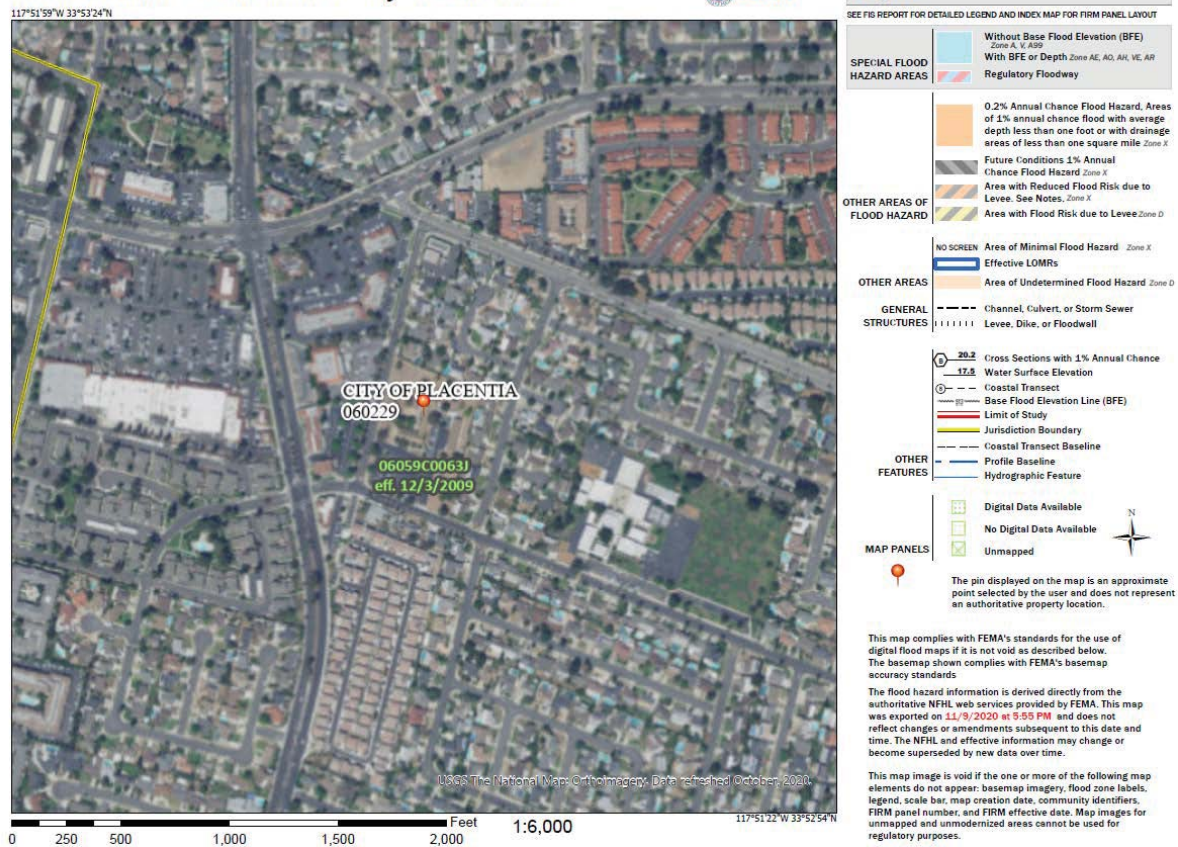 117°51'59"W 33°53'24"N
SEE FIS REPORT FOR DETAILED LEGEND AND INDEX MAP FOR FIRM PANEL LAYOUT
SPECIAL FLOOD
HAZARD AREAS
Without Base Flood Elevation (BFE)
Zone A, V, A99
With BFE or Depth Zone AE, AO, AH, VE, AR
Regulatory Floodway
OTHER AREAS OF
FLOOD HAZARD
0.2% Annual Chance Flood Hazard, Areas
of 1% annual chance flood with average
depth less than one foot or with drainage
areas of less than one square mile Zone X
Future Conditions 1% Annual
Chance Flood Hazard Zone X
Area with Reduced Flood Risk due to
Levee. See Notes. Zone X
Area with Flood Risk due to Levee Zone D
OTHER AREAS
NO SCREEN Area of Minimal Flood Hazard Zone X
Effective LOMRs
Area of Undetermined Flood Hazard Zone D
GENERAL
STRUCTURES
Channel, Culvert, or Storm Sewer
Levee, Dike, or Floodwall
OTHER
FEATURES
B 20.2 Cross Sections with 1% Annual Chance
17.5 Water Surface Elevation
8 Coastal Transect
513 Base Flood Elevation Line (BFE)
Limit of Study
Jurisdiction Boundary
Coastal Transect Baseline
Profile Baseline
Hydrographic Feature
MAP PANELS
Digital Data Available
No Digital Data Available
Unmapped
N
The pin displayed on the map is an approximate
point selected by the user and does not represent
an authoritative property location.
This map complies with FEMA's standards for the use of
digital flood maps if it is not void as described below.
The basemap shown complies with FEMA's basemap
accuracy standards
The flood hazard information is derived directly from the
authoritative NFHL web services provided by FEMA. This map
was exported on 11/9/2020 at 5:55 PM and does not
reflect changes or amendments subsequent to this date and
time. The NFHL and effective information may change or
become superseded by new data over time.
This map image is void if the one or more of the following map
elements do not appear: basemap imagery, flood zone labels,
legend, scale bar, map creation date, community identifiers,
FIRM panel number, and FIRM effective date. Map images for
unmapped and unmodernized areas cannot be used for
regulatory purposes.
CITY OF PLACENTIA
060229
06059C0063J
eff. 12/3/2009
USGS The National Map: Orthoimagery. Data refreshed October, 2020.
117°51'22"W 33°52'54"N
0 250 500 1,000 1,500 2,000
Feet
1:6,000